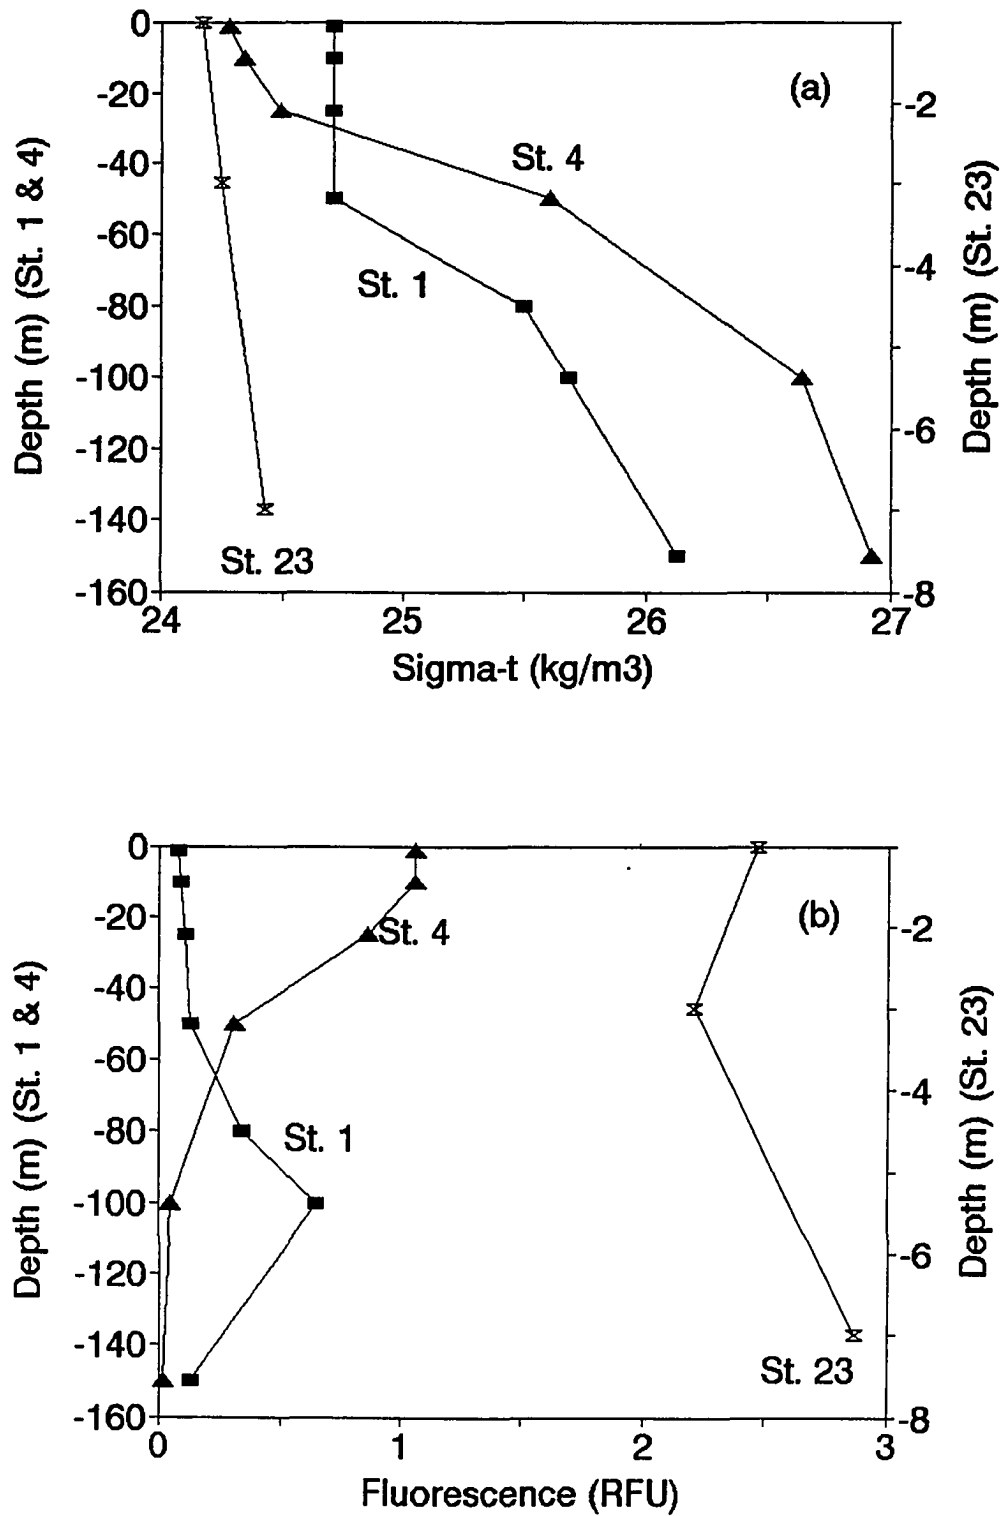 (a)
Depth (m) (St. 1 & 4)
0
-20
-40
-60
-80
-100
-120
-140
-160
St. 4
St. 1
St. 23
-2
-4
-6
-8
Depth (m) (St. 23)
24 25 26 27
Sigma-t (kg/m3)
(b)
Depth (m) (St. 1 & 4)
0
-20
-40
-60
-80
-100
-120
-140
-160
St. 4
St. 1
St. 23
-2
-4
-6
-8
Depth (m) (St. 23)
0 1 2 3
Fluorescence (RFU)